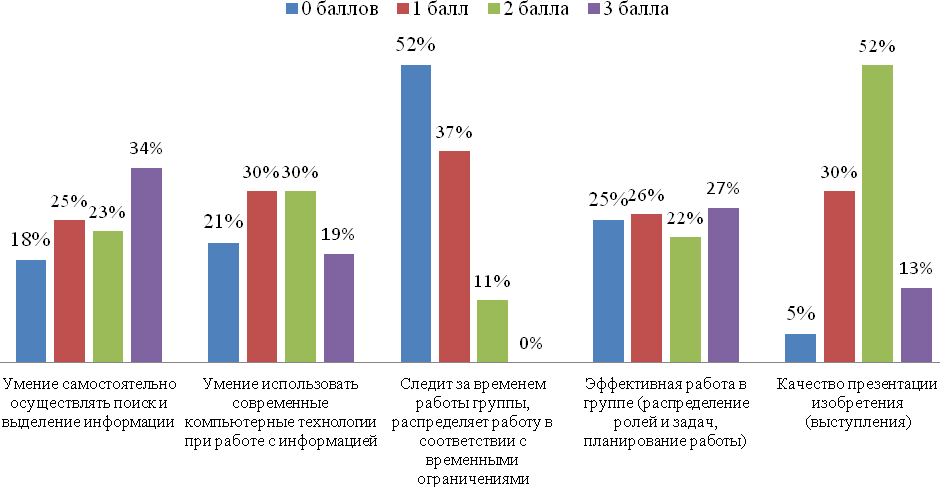 0 баллов 1 балл 2 балла 3 балла
18% 25% 23% 34%
21% 30% 30% 19%
52% 37% 11% 0%
25% 26% 22% 27%
5% 30% 52% 13%
Умение самостоятельно
осуществлять поиск и
выделение информации
Умение использовать
современные
компьютерные технологии
при работе с информацией
Следит за временем
работы группы,
распределяет работу в
соответствии с
временными
ограничениями
Эффективная работа в
группе (распределение
ролей и задач,
планирование работы)
Качество презентации
изобретения
(выступления)